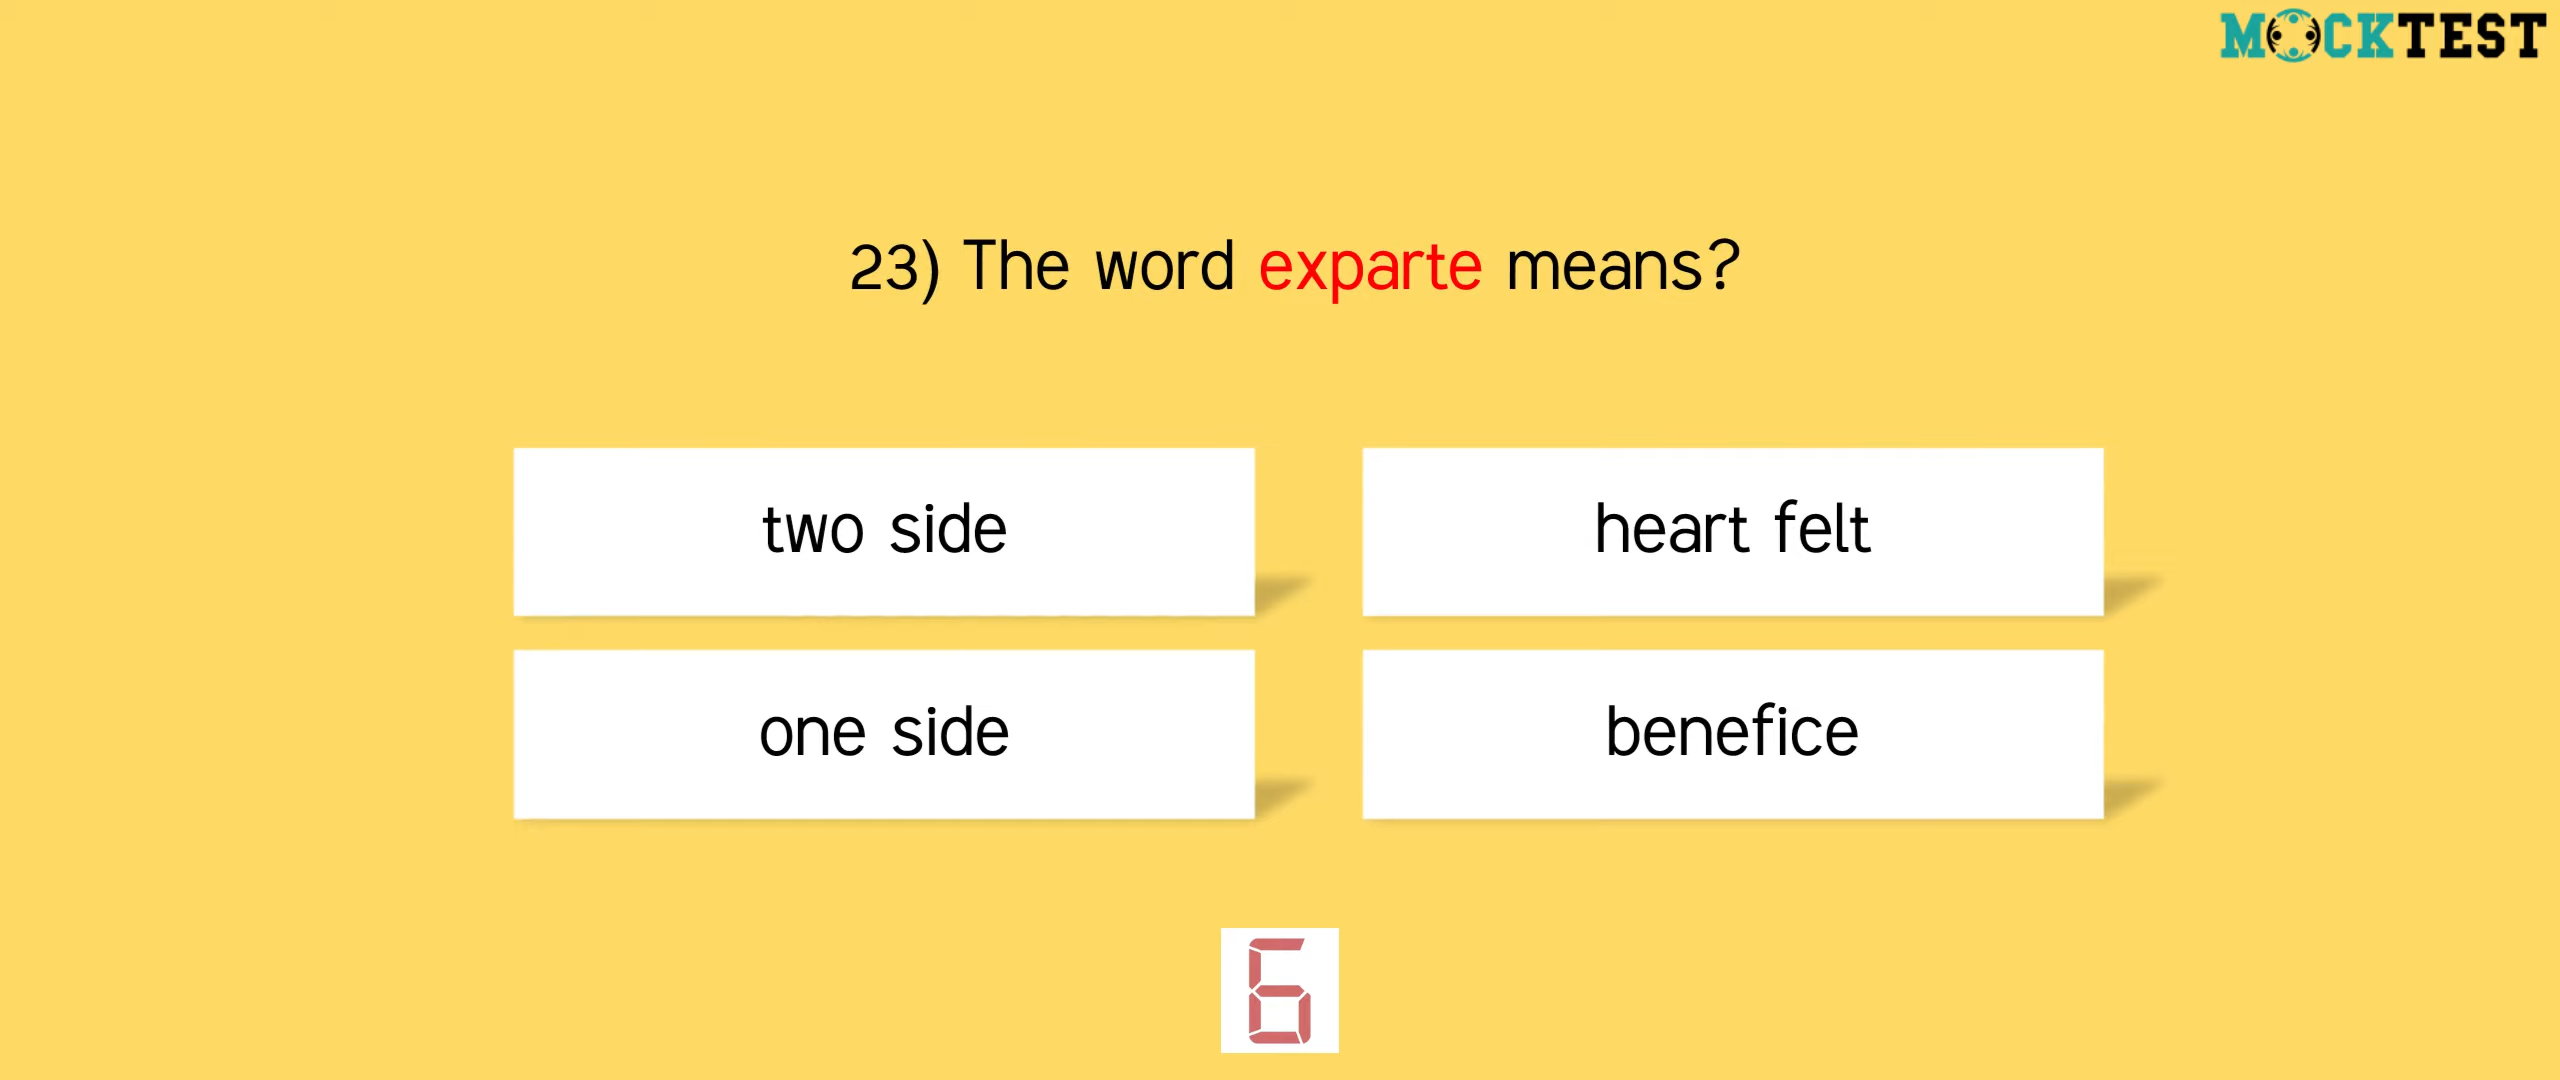 MOCKTEST
23) The word exparte means?
two side
heart felt
one side
benefice
6